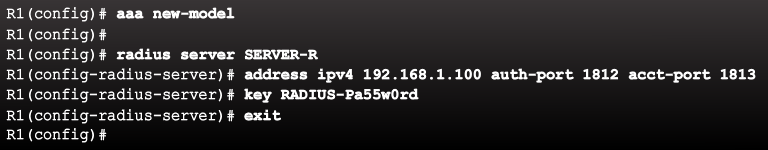 R1(config)# aaa new-model
R1(config)#
R1(config)# radius server SERVER-R
R1(config-radius-server)# address ipv4 192.168.1.100 auth-port 1812 acct-port 1813
R1(config-radius-server)# key RADIUS-Pa55w0rd
R1(config-radius-server)# exit
R1(config)#